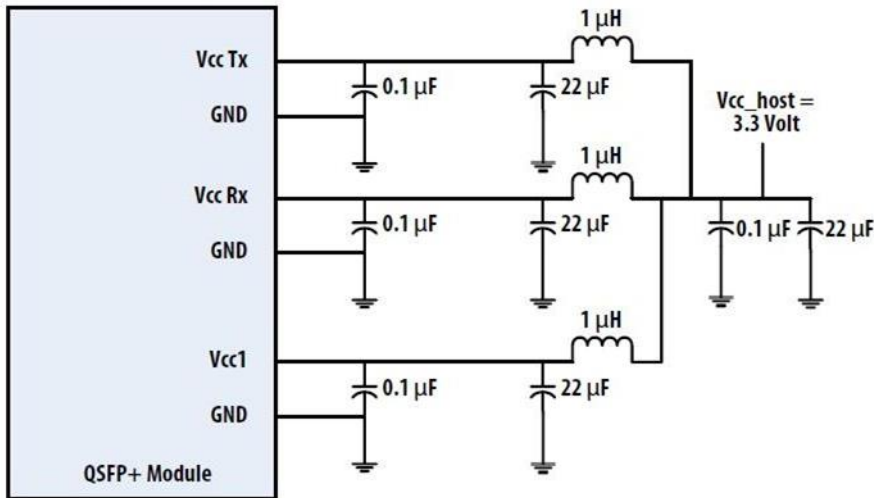 1 µH
Vcc Tx
0.1 µF
22 µF
GND
Vcc_host =
3.3 Volt
1 µH
Vcc Rx
0.1 µF
22 µF
0.1 µF
22 µF
GND
1 µH
Vcc1
0.1 µF
22 µF
GND
QSFP+ Module